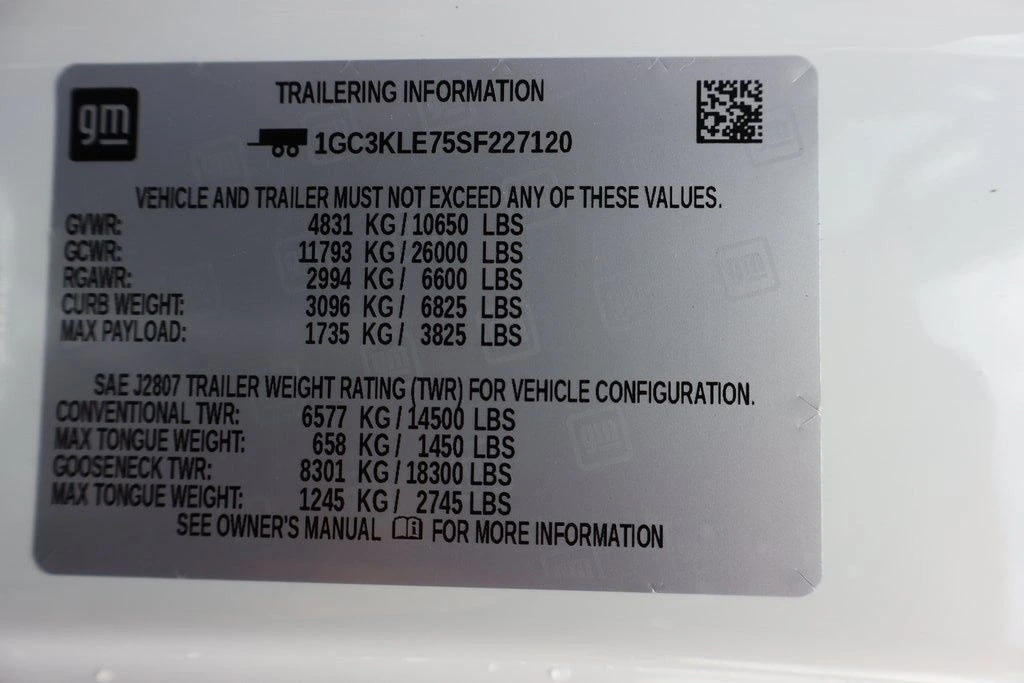 gm
TRAILERING INFORMATION
1GC3KLE75SF227120
VEHICLE AND TRAILER MUST NOT EXCEED ANY OF THESE VALUES.
GVWR: 4831 KG / 10650 LBS
GCWR: 11793 KG / 26000 LBS
RGAWR: 2994 KG / 6600 LBS
CURB WEIGHT: 3096 KG / 6825 LBS
MAX PAYLOAD: 1735 KG / 3825 LBS
SAE J2807 TRAILER WEIGHT RATING (TWR) FOR VEHICLE CONFIGURATION.
CONVENTIONAL TWR: 6577 KG / 14500 LBS
MAX TONGUE WEIGHT: 658 KG / 1450 LBS
GOOSENECK TWR: 8301 KG / 18300 LBS
MAX TONGUE WEIGHT: 1245 KG / 2745 LBS
SEE OWNER'S MANUAL FOR MORE INFORMATION